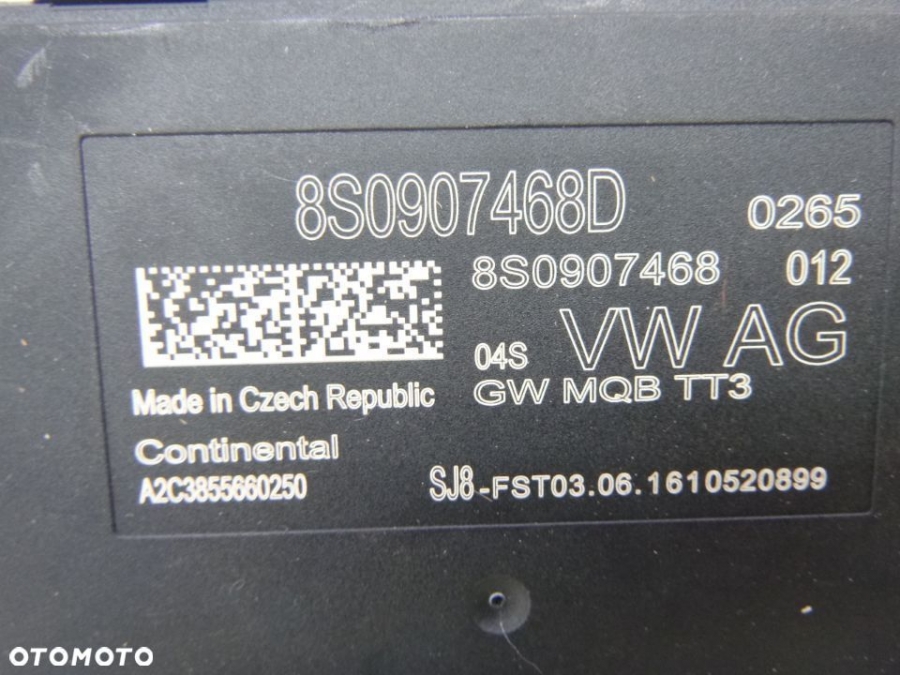 8S0907468D 0265
8S0907468 012
04S VW AG
GW MQB TT3
Made in Czech Republic
Continental
A2C3855660250 SJ8-FST03.06.1610520899
OTOMOTO